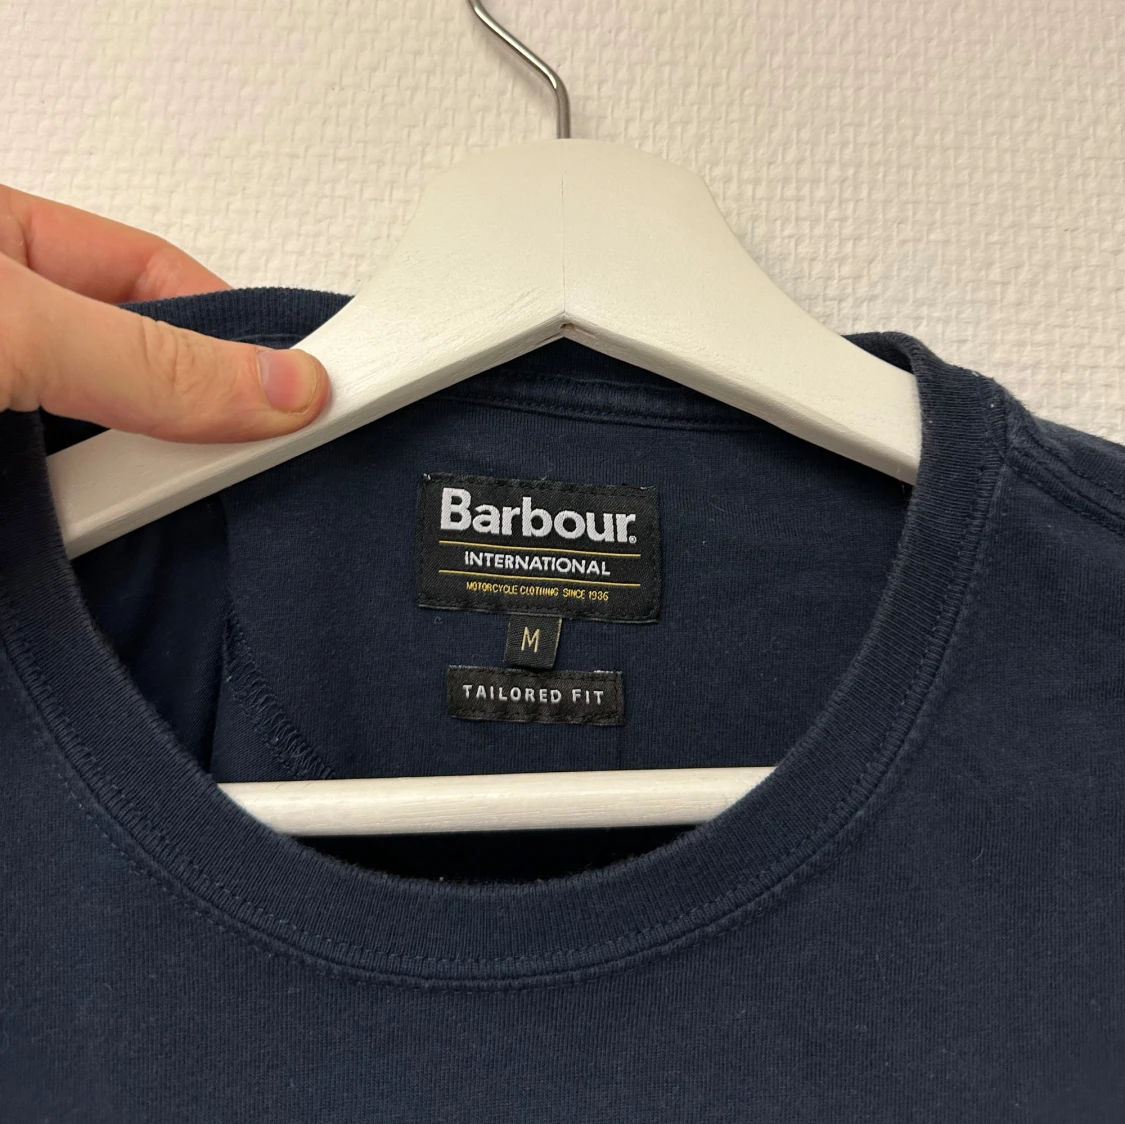 Barbour®
INTERNATIONAL
MOTORCYCLE CLOTHING SINCE 1936
M
TAILORED FIT